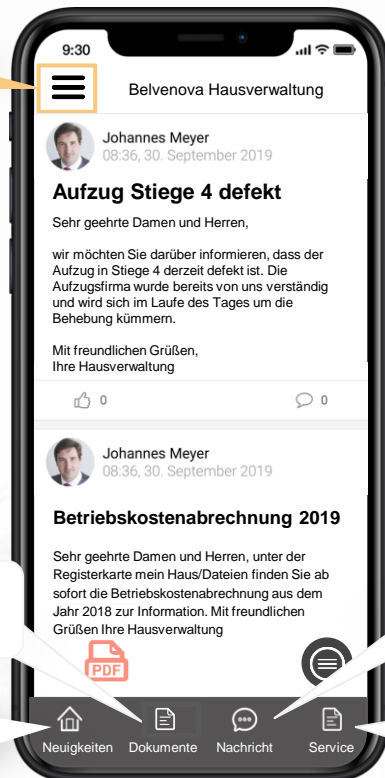 9:30
Belvenova Hausverwaltung
Johannes Meyer
08:36, 30. September 2019
Aufzug Stiege 4 defekt
Sehr geehrte Damen und Herren,
wir möchten Sie darüber informieren, dass der
Aufzug in Stiege 4 derzeit defekt ist. Die
Aufzugsfirma wurde bereits von uns verständig
und wird sich im Laufe des Tages um die
Behebung kümmern.
Mit freundlichen Grüßen,
Ihre Hausverwaltung
0 0
Johannes Meyer
08:36, 30. September 2019
Betriebskostenabrechnung 2019
Sehr geehrte Damen und Herren, unter der
Registerkarte mein Haus/Dateien finden Sie ab
sofort die Betriebskostenabrechnung aus dem
Jahr 2018 zur Information. Mit freundlichen
Grüßen Ihre Hausverwaltung
PDF
Neuigkeiten Dokumente Nachricht Service